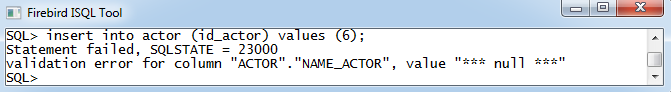 Firebird ISQL Tool
SQL> insert into actor (id_actor) values (6);
Statement failed, SQLSTATE = 23000
validation error for column "ACTOR"."NAME_ACTOR", value "*** null ***"
SQL>